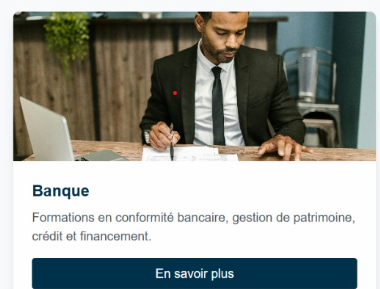 Banque
Formations en conformité bancaire, gestion de patrimoine,
crédit et financement.
En savoir plus